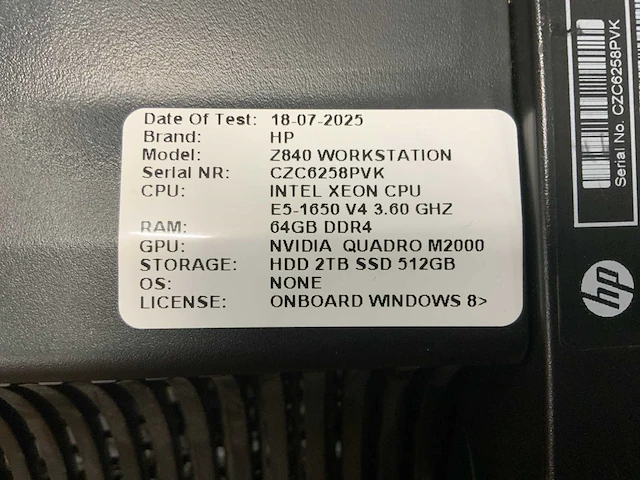 Date Of Test: 18-07-2025
Brand: HP
Model: Z840 WORKSTATION
Serial NR: CZC6258PVK
CPU: INTEL XEON CPU
E5-1650 V4 3.60 GHZ
RAM: 64GB DDR4
GPU: NVIDIA QUADRO M2000
STORAGE: HDD 2TB SSD 512GB
OS: NONE
LICENSE: ONBOARD WINDOWS 8>
Serial No. CZC6258PVK
hp